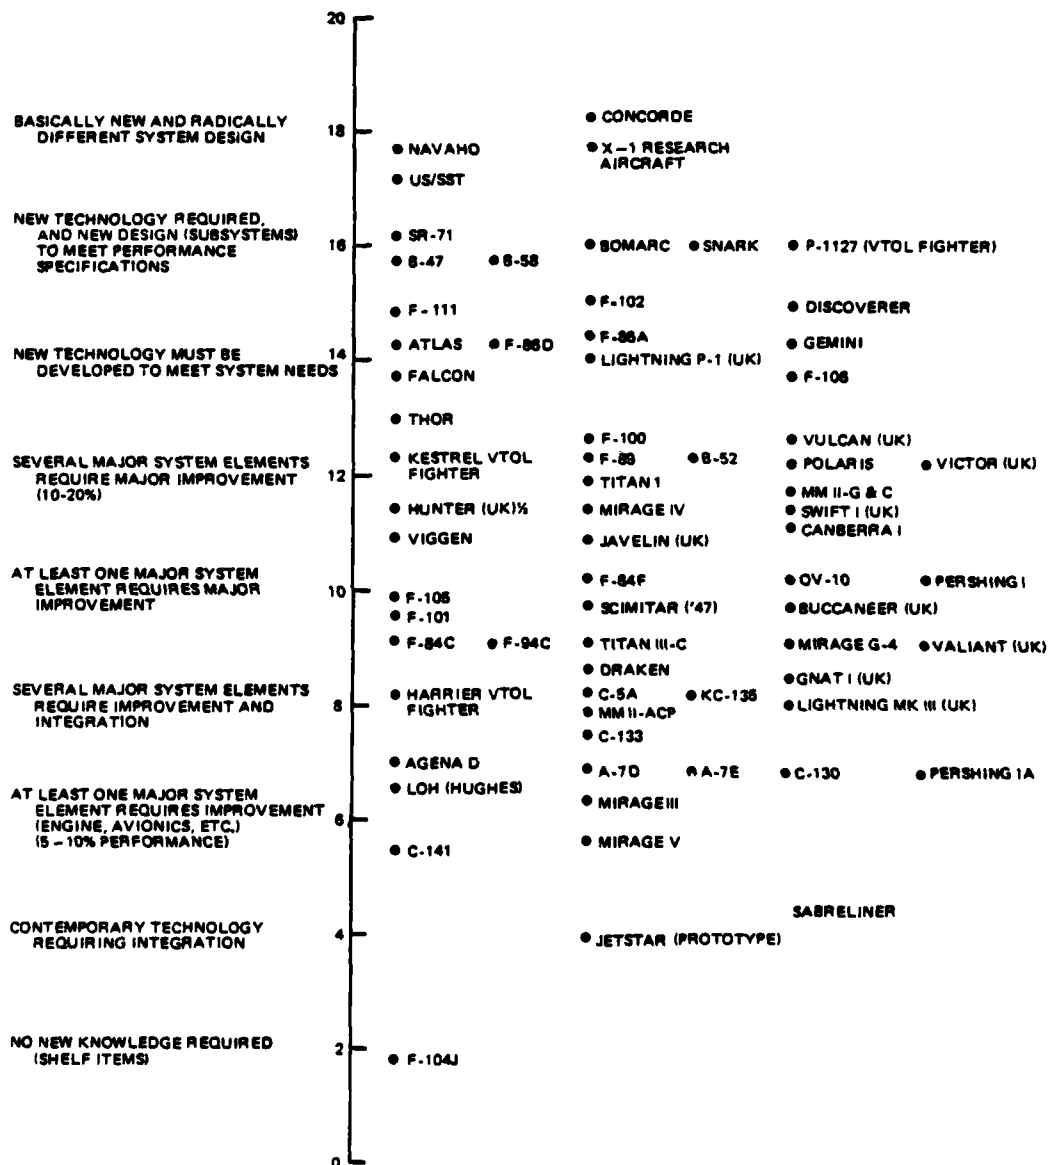 20
BASICALLY NEW AND RADICALLY
DIFFERENT SYSTEM DESIGN
18
CONCORDE
NAVAHO
X-1 RESEARCH
AIRCRAFT
US/SST
NEW TECHNOLOGY REQUIRED,
AND NEW DESIGN (SUBSYSTEMS)
TO MEET PERFORMANCE
SPECIFICATIONS
16
SR-71
BOMARC
SNARK
P-1127 (VTOL FIGHTER)
B-47
B-58
F-111
F-102
DISCOVERER
NEW TECHNOLOGY MUST BE
DEVELOPED TO MEET SYSTEM NEEDS
14
ATLAS
F-86D
F-86A
GEMINI
LIGHTNING P-1 (UK)
FALCON
F-106
THOR
SEVERAL MAJOR SYSTEM ELEMENTS
REQUIRE MAJOR IMPROVEMENT
(10-20%)
12
F-100
VULCAN (UK)
KESTREL VTOL
FIGHTER
F-89
B-52
POLARIS
VICTOR (UK)
TITAN 1
MM II-G & C
HUNTER (UK)½
MIRAGE IV
SWIFT I (UK)
CANBERRA I
VIGGEN
JAVELIN (UK)
AT LEAST ONE MAJOR SYSTEM
ELEMENT REQUIRES MAJOR
IMPROVEMENT
10
F-84F
OV-10
PERSHING I
F-105
SCIMITAR ('47)
BUCCANEER (UK)
F-101
F-84C
F-94C
TITAN III-C
MIRAGE G-4
VALIANT (UK)
DRAKEN
GNAT I (UK)
SEVERAL MAJOR SYSTEM ELEMENTS
REQUIRE IMPROVEMENT AND
INTEGRATION
8
HARRIER VTOL
FIGHTER
C-5A
KC-135
LIGHTNING MK III (UK)
MM II-ACP
C-133
AGENA D
A-7D
A-7E
C-130
PERSHING 1A
LOH (HUGHES)
AT LEAST ONE MAJOR SYSTEM
ELEMENT REQUIRES IMPROVEMENT
(ENGINE, AVIONICS, ETC.)
(5 – 10% PERFORMANCE)
6
MIRAGE III
MIRAGE V
C-141
SABRELINER
CONTEMPORARY TECHNOLOGY
REQUIRING INTEGRATION
4
JETSTAR (PROTOTYPE)
NO NEW KNOWLEDGE REQUIRED
(SHELF ITEMS)
2
F-104J
0